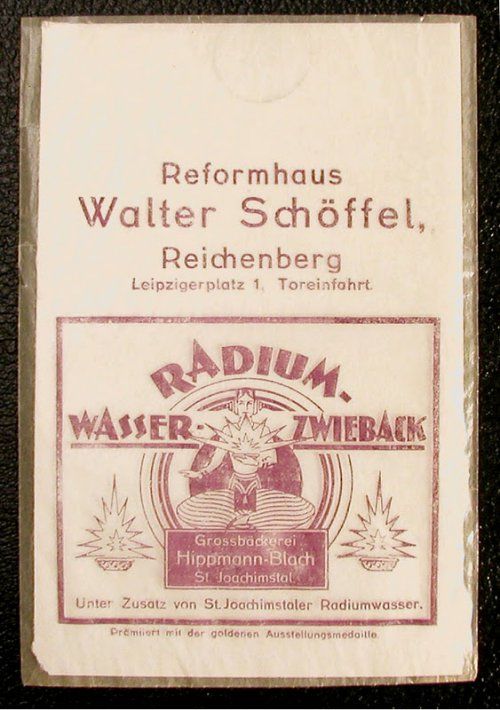 Reformhaus
Walter Schöffel,
Reichenberg
Leipzigerplatz 1, Toreinfahrt.
RADIUM-
WASSER-ZWIEBACK
Grossbäckerei
Hippmann-Blach
St. Joachimstal.
Unter Zusatz von St. Joachimstaler Radiumwasser.
Prämiiert mit der goldenen Ausstellungsmedaille.